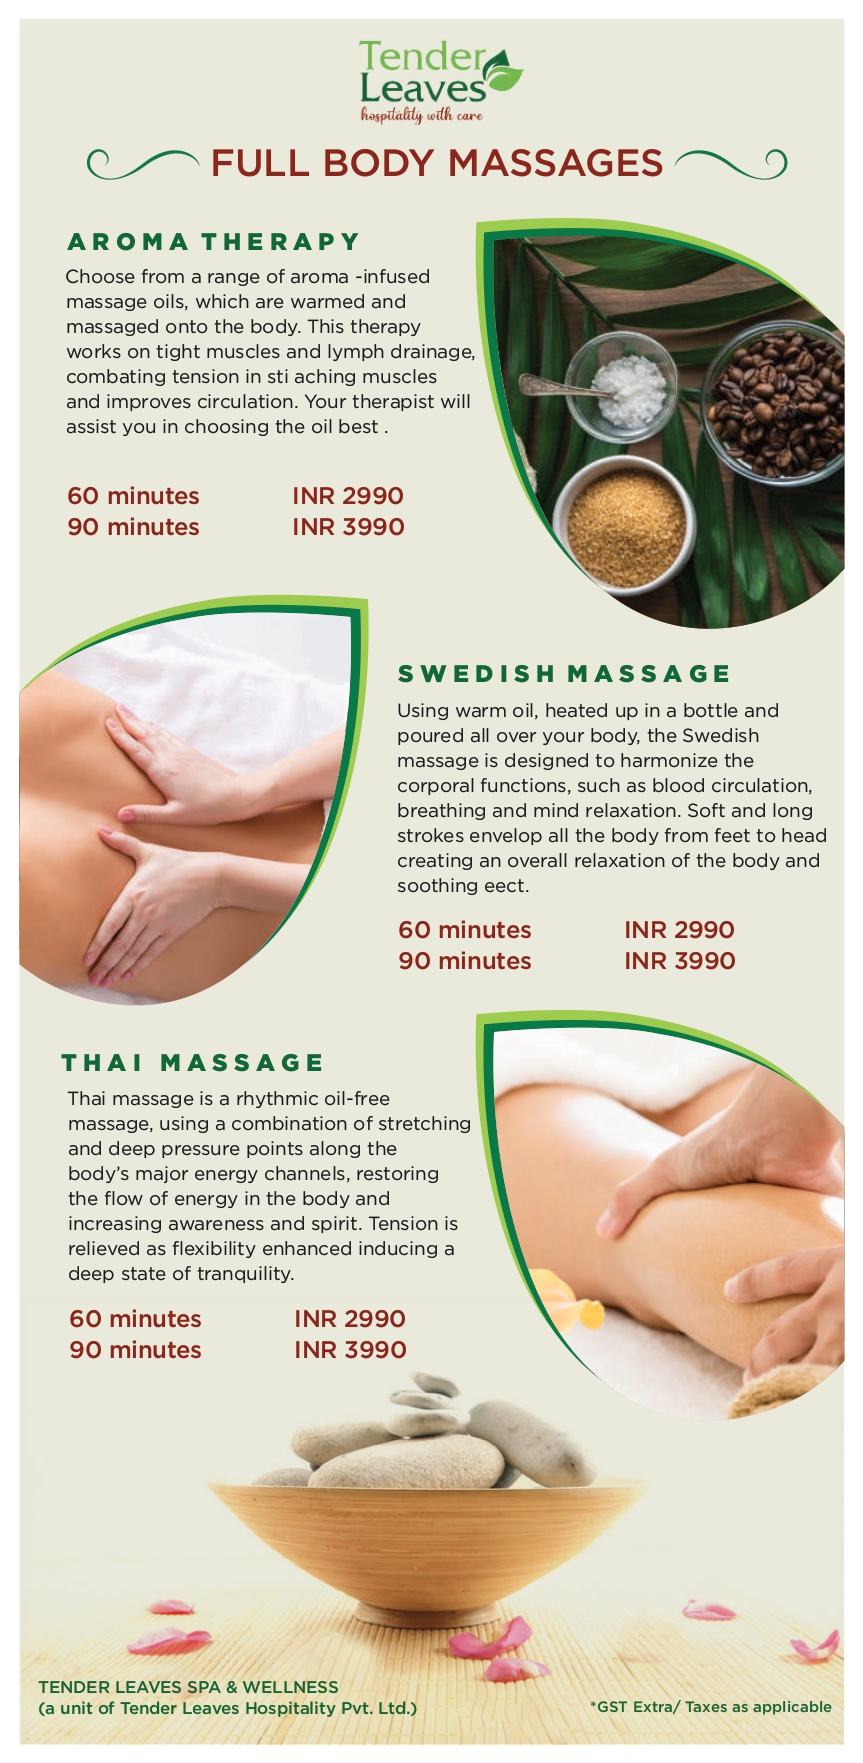 Tender
Leaves
hospitality with care
FULL BODY MASSAGES
AROMA THERAPY
Choose from a range of aroma -infused
massage oils, which are warmed and
massaged onto the body. This therapy
works on tight muscles and lymph drainage,
combating tension in sti aching muscles
and improves circulation. Your therapist will
assist you in choosing the oil best .
60 minutes INR 2990
90 minutes INR 3990
SWEDISH MASSAGE
Using warm oil, heated up in a bottle and
poured all over your body, the Swedish
massage is designed to harmonize the
corporal functions, such as blood circulation,
breathing and mind relaxation. Soft and long
strokes envelop all the body from feet to head
creating an overall relaxation of the body and
soothing eect.
60 minutes INR 2990
90 minutes INR 3990
THAI MASSAGE
Thai massage is a rhythmic oil-free
massage, using a combination of stretching
and deep pressure points along the
body’s major energy channels, restoring
the flow of energy in the body and
increasing awareness and spirit. Tension is
relieved as flexibility enhanced inducing a
deep state of tranquility.
60 minutes INR 2990
90 minutes INR 3990
TENDER LEAVES SPA & WELLNESS
(a unit of Tender Leaves Hospitality Pvt. Ltd.)
*GST Extra/ Taxes as applicable